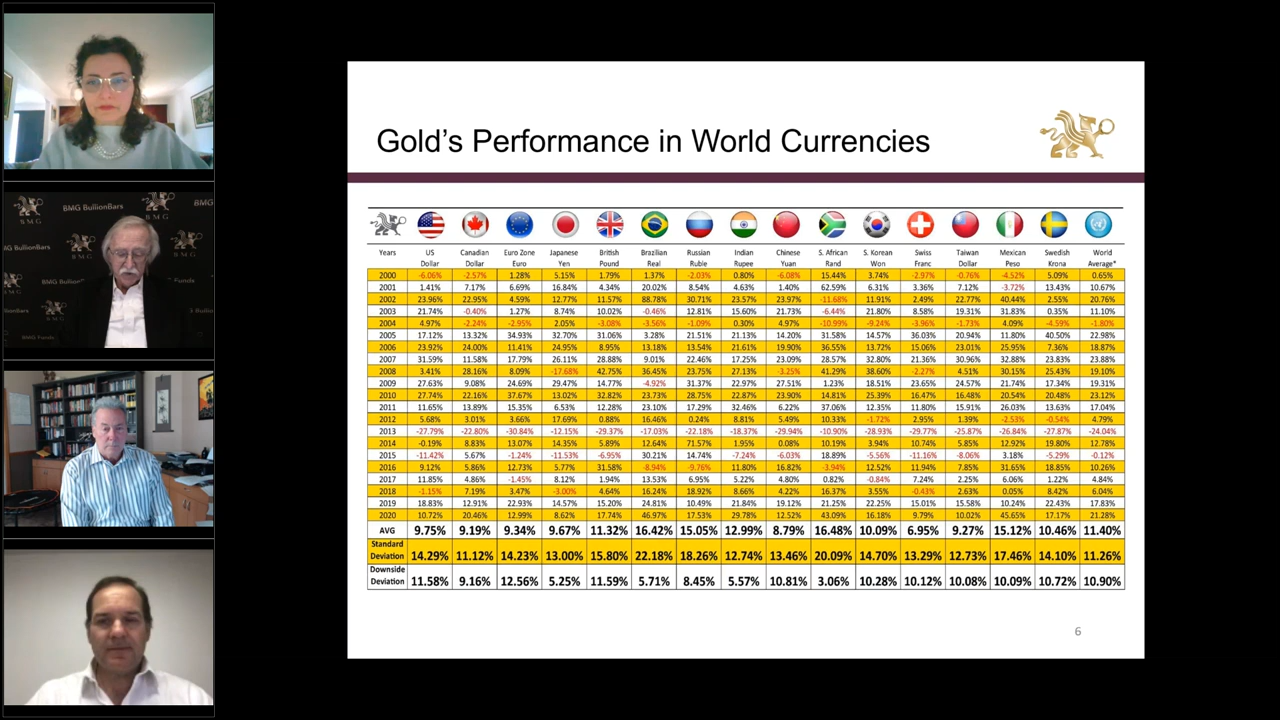 BMG
BMG BullionBars
BMG
BMG
AG BullionBars
BMG Funds
Gold's Performance in World Currencies
Years US Dollar Canadian Dollar Euro Zone Euro Japanese Yen British Pound Brazilian Real Russian Ruble Indian Rupee Chinese Yuan S. African Rand S. Korean Won Swiss Franc Taiwan Dollar Mexican Peso Swedish Krona World Average*
2000 -6.06% -2.57% 1.28% 5.15% 1.79% 1.37% -2.03% 0.80% -6.08% 15.44% 3.74% -2.97% -0.76% -4.52% 5.09% 0.65%
2001 1.41% 7.17% 6.69% 16.84% 4.34% 20.02% 8.54% 4.63% 1.40% 62.59% 6.31% 3.36% 7.12% -3.72% 13.43% 10.67%
2002 23.96% 22.95% 4.59% 12.77% 11.57% 88.78% 30.71% 23.57% 23.97% -11.68% 11.91% 2.49% 22.77% 40.44% 2.55% 20.76%
2003 21.74% -0.40% 1.27% 8.74% 10.02% -0.46% 12.81% 15.60% 21.73% -6.44% 21.80% 8.58% 19.31% 31.83% 0.35% 11.10%
2004 4.97% -2.24% -2.95% 2.05% -3.08% -3.56% -1.09% 0.30% 4.97% -10.99% -9.24% -3.96% -1.73% 4.09% -4.59% -1.80%
2005 17.12% 13.32% 34.93% 32.70% 31.06% 3.28% 21.51% 21.13% 14.20% 31.58% 14.57% 36.03% 20.94% 11.80% 40.50% 22.98%
2006 23.92% 24.00% 11.41% 24.95% 8.95% 13.18% 13.54% 21.61% 19.90% 36.55% 13.72% 15.06% 23.01% 25.95% 7.36% 18.87%
2007 31.59% 11.58% 17.79% 26.11% 28.88% 9.01% 22.46% 17.25% 23.09% 28.57% 32.80% 21.36% 30.96% 32.88% 23.83% 23.88%
2008 3.41% 28.16% 8.09% -17.68% 42.75% 36.45% 23.75% 27.13% -3.25% 41.29% 38.60% -2.27% 4.51% 30.15% 25.43% 19.10%
2009 27.63% 9.08% 24.69% 29.47% 14.77% -4.92% 31.37% 22.97% 27.51% 1.23% 18.51% 23.65% 24.57% 21.74% 17.34% 19.31%
2010 27.74% 22.16% 37.67% 13.02% 32.82% 23.73% 28.75% 22.87% 23.90% 14.81% 25.39% 16.47% 16.48% 20.54% 20.48% 23.12%
2011 11.65% 13.89% 15.35% 6.53% 12.28% 23.10% 17.29% 32.46% 6.22% 37.06% 12.35% 11.80% 15.91% 26.03% 13.63% 17.04%
2012 5.68% 3.01% 3.66% 17.69% 0.88% 16.46% 0.24% 8.81% 5.49% 10.33% -1.72% 2.95% 1.39% -2.53% -0.54% 4.79%
2013 -27.79% -22.80% -30.84% -12.15% -29.37% -17.03% -22.18% -18.37% -29.94% -10.90% -28.93% -29.77% -25.87% -26.84% -27.87% -24.04%
2014 -0.19% 8.83% 13.07% 14.35% 5.89% 12.64% 71.57% 1.95% 0.08% 10.19% 3.94% 10.74% 5.85% 12.92% 19.80% 12.78%
2015 -11.42% 5.67% -1.24% -11.53% -6.95% 30.21% 14.74% -7.24% -6.03% 18.89% -5.56% -11.16% -8.06% 3.18% -5.29% -0.12%
2016 9.12% 5.86% 12.73% 5.77% 31.58% -8.94% -9.76% 11.80% 16.82% -3.94% 12.52% 11.94% 7.85% 31.65% 18.85% 10.26%
2017 11.85% 4.86% -1.45% 8.12% 1.94% 13.53% 6.95% 5.22% 4.80% 0.82% -0.84% 7.24% 2.25% 6.06% 1.22% 4.84%
2018 -1.15% 7.19% 3.47% -3.00% 4.64% 16.24% 18.92% 8.66% 4.22% 16.37% 3.55% -0.43% 2.63% 0.05% 8.42% 6.04%
2019 18.83% 12.91% 22.93% 14.57% 15.20% 24.81% 10.49% 21.84% 19.12% 21.25% 22.25% 15.01% 15.58% 10.24% 22.43% 17.83%
2020 10.72% 20.46% 12.99% 8.62% 17.74% 46.97% 17.53% 29.78% 12.52% 43.09% 16.18% 9.79% 10.02% 45.65% 17.17% 21.28%
AVG 9.75% 9.19% 9.34% 9.67% 11.32% 16.42% 15.05% 12.99% 8.79% 16.48% 10.09% 6.95% 9.27% 15.12% 10.46% 11.40%
Standard Deviation 14.29% 11.12% 14.23% 13.00% 15.80% 22.18% 18.26% 12.74% 13.46% 20.09% 14.70% 13.29% 12.73% 17.46% 14.10% 11.26%
Downside Deviation 11.58% 9.16% 12.56% 5.25% 11.59% 5.71% 8.45% 5.57% 10.81% 3.06% 10.28% 10.12% 10.08% 10.09% 10.72% 10.90%
6